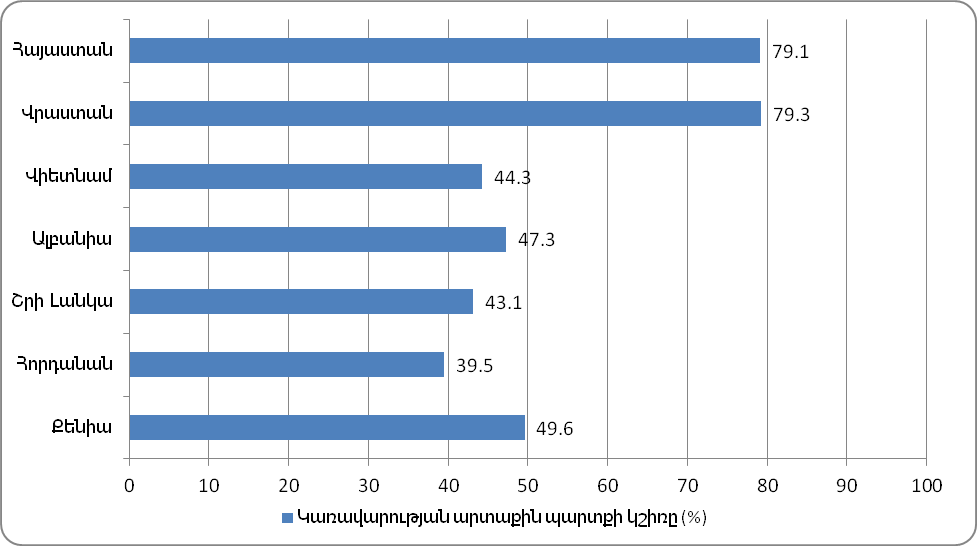 Հայաստան 79.1
Վրաստան 79.3
Վիետնամ 44.3
Ալբանիա 47.3
Շրի Լանկա 43.1
Հորդանան 39.5
Քենիա 49.6
0 10 20 30 40 50 60 70 80 90 100
Կառավարության արտաքին պարտքի կշիռը (%)